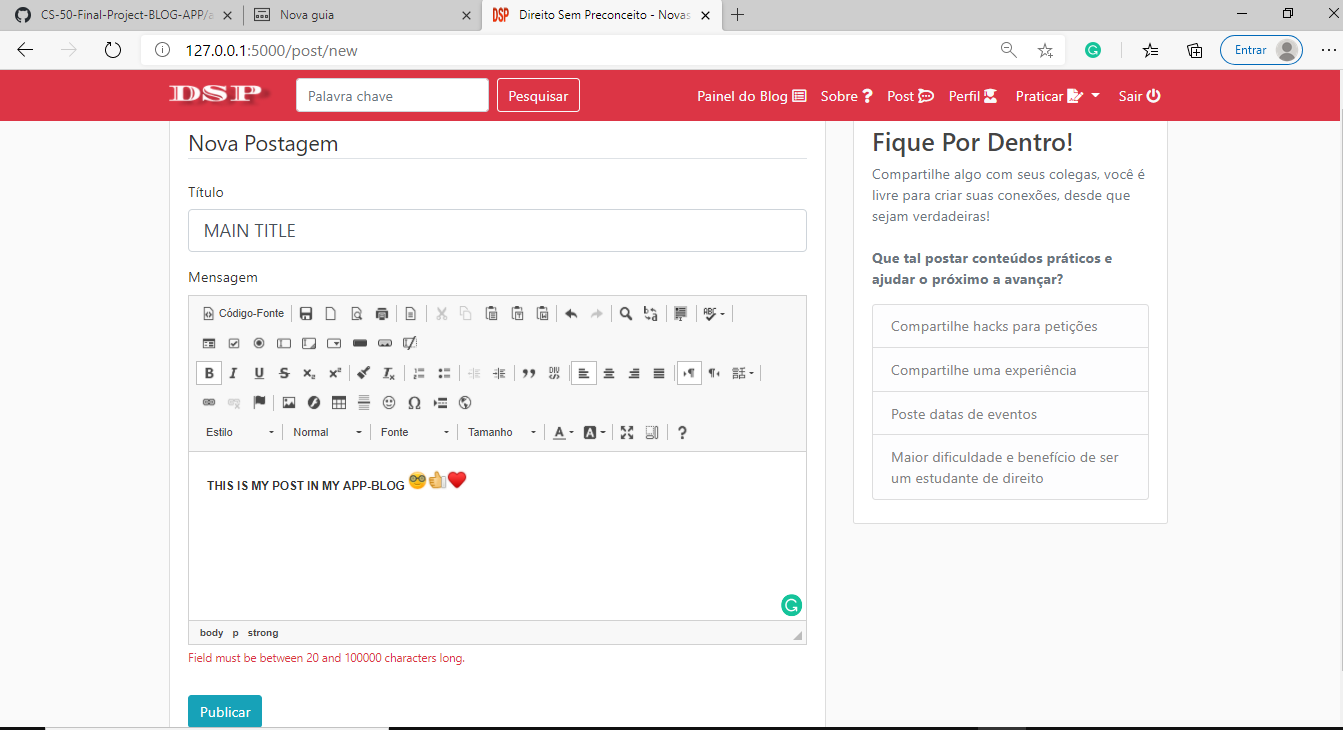 CS-50-Final-Project-BLOG-APP/a
Nova guia
DSP Direito Sem Preconceito - Novas
127.0.0.1:5000/post/new
Entrar
DSP
Palavra chave
Pesquisar
Painel do Blog
Sobre
Post
Perfil
Praticar
Sair
Nova Postagem
Título
MAIN TITLE
Mensagem
Código-Fonte
Estilo
Normal
Fonte
Tamanho
THIS IS MY POST IN MY APP-BLOG
body p strong
Field must be between 20 and 100000 characters long.
Publicar
Fique Por Dentro!
Compartilhe algo com seus colegas, você é
livre para criar suas conexões, desde que
sejam verdadeiras!
Que tal postar conteúdos práticos e
ajudar o próximo a avançar?
Compartilhe hacks para petições
Compartilhe uma experiência
Poste datas de eventos
Maior dificuldade e benefício de ser
um estudante de direito